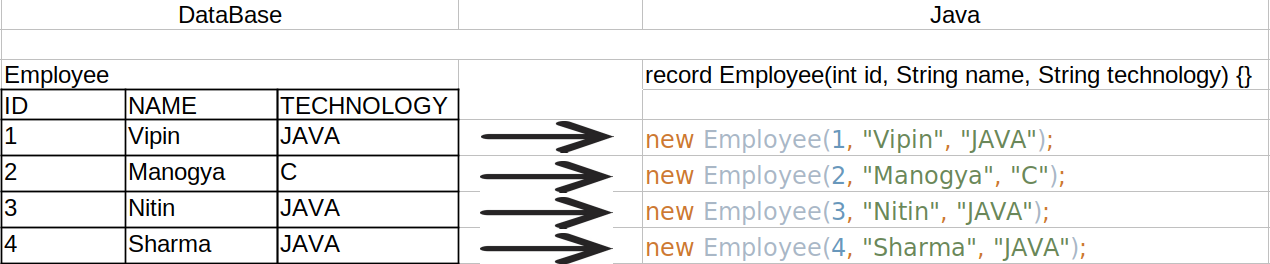 DataBase Java
Employee record Employee(int id, String name, String technology) {}
ID NAME TECHNOLOGY
1 Vipin JAVA new Employee(1, "Vipin", "JAVA");
2 Manogya C new Employee(2, "Manogya", "C");
3 Nitin JAVA new Employee(3, "Nitin", "JAVA");
4 Sharma JAVA new Employee(4, "Sharma", "JAVA");